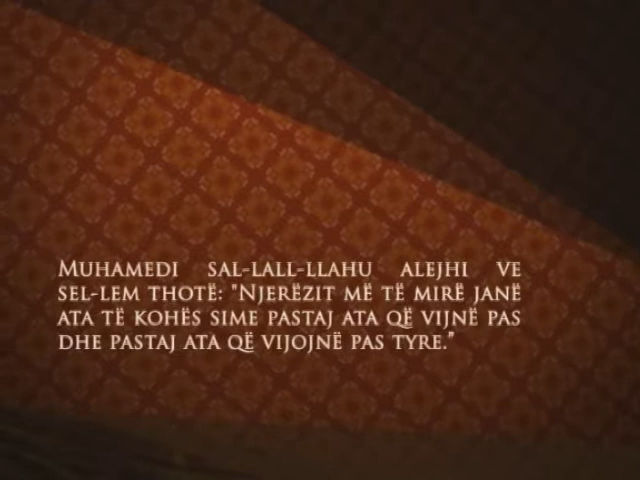 Muhamedi sal-lall-llahu alejhi ve
sel-lem thotë: "Njerëzit më të mirë janë
ata të kohës sime pastaj ata që vijnë pas
dhe pastaj ata që vijojnë pas tyre."